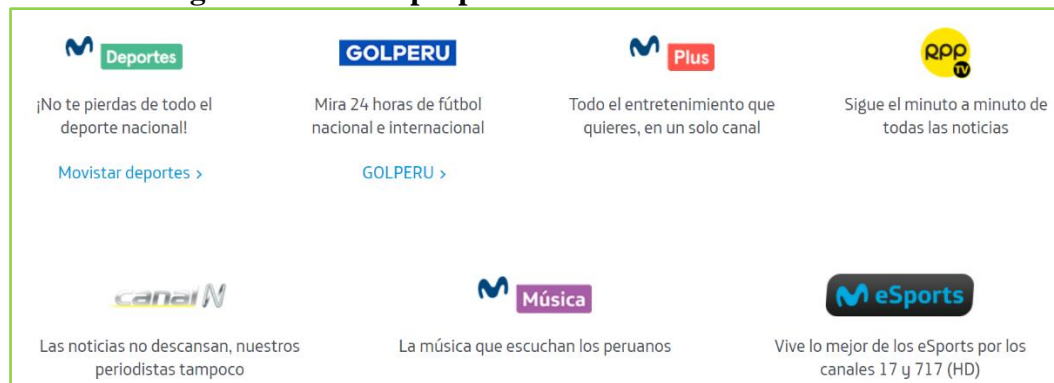 Deportes
GOLPERU
Plus
RPP
TV
¡No te pierdas de todo el
deporte nacional!
Mira 24 horas de fútbol
nacional e internacional
Todo el entretenimiento que
quieres, en un solo canal
Sigue el minuto a minuto de
todas las noticias
Movistar deportes >
GOLPERU >
canal N
Música
eSports
Las noticias no descansan, nuestros
periodistas tampoco
La música que escuchan los peruanos
Vive lo mejor de los eSports por los
canales 17 y 717 (HD)